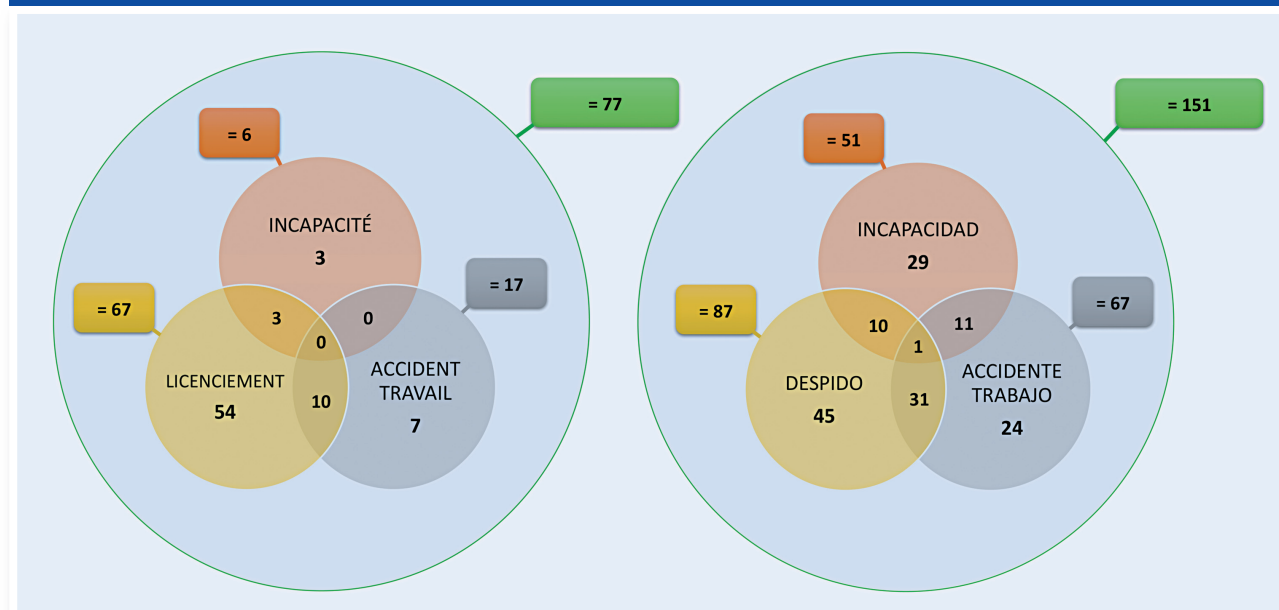 = 77
= 6
INCAPACITÉ
3
= 17
= 67
3
0
0
LICENCIEMENT
54
10
ACCIDENT
TRAVAIL
7
= 151
= 51
INCAPACIDAD
29
= 67
= 87
10
11
1
DESPIDO
45
31
ACCIDENTE
TRABAJO
24